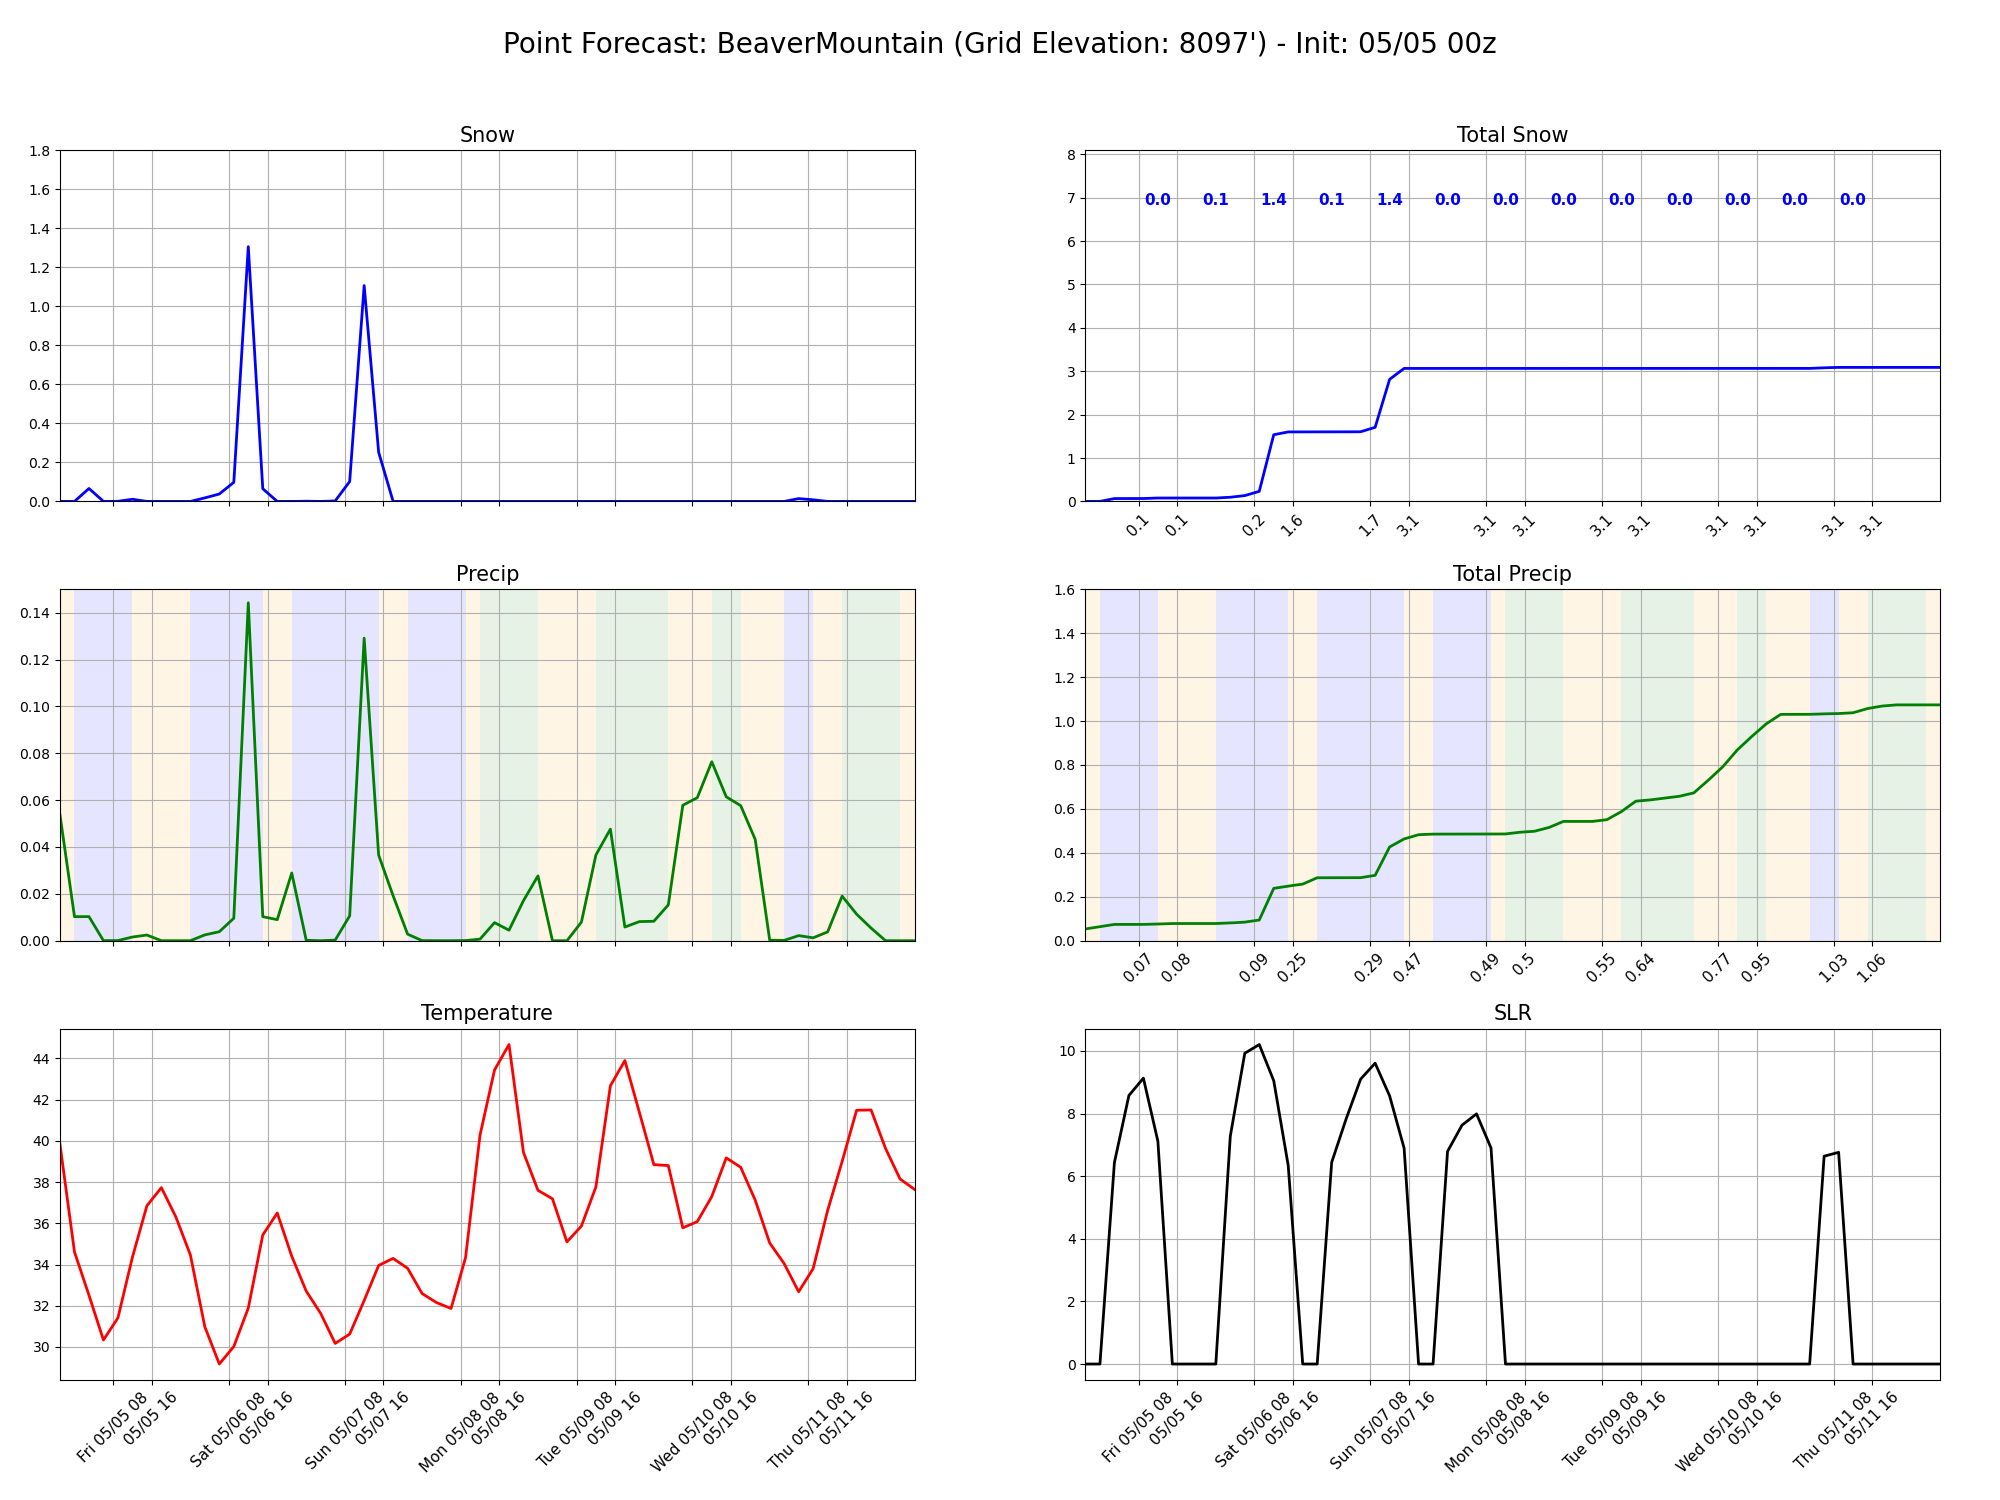 Point Forecast: BeaverMountain (Grid Elevation: 8097') - Init: 05/05 00z
Snow
1.8
1.6
1.4
1.2
1.0
0.8
0.6
0.4
0.2
0.0
Total Snow
8
7
6
5
4
3
2
1
0
0.0 0.1 1.4 0.1 1.4 0.0 0.0 0.0 0.0 0.0 0.0 0.0 0.0
0.1 0.1 0.2 1.6 1.7 3.1 3.1 3.1 3.1 3.1 3.1 3.1 3.1 3.1
Precip
0.14
0.12
0.10
0.08
0.06
0.04
0.02
0.00
Total Precip
1.6
1.4
1.2
1.0
0.8
0.6
0.4
0.2
0.0
0.07 0.08 0.09 0.25 0.29 0.47 0.49 0.5 0.55 0.64 0.77 0.95 1.03 1.06
Temperature
44
42
40
38
36
34
32
30
Fri 05/05 08
05/05 16
Sat 05/06 08
05/06 16
Sun 05/07 08
05/07 16
Mon 05/08 08
05/08 16
Tue 05/09 08
05/09 16
Wed 05/10 08
05/10 16
Thu 05/11 08
05/11 16
SLR
10
8
6
4
2
0
Fri 05/05 08
05/05 16
Sat 05/06 08
05/06 16
Sun 05/07 08
05/07 16
Mon 05/08 08
05/08 16
Tue 05/09 08
05/09 16
Wed 05/10 08
05/10 16
Thu 05/11 08
05/11 16